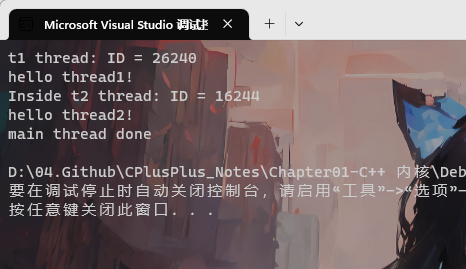 Microsoft Visual Studio 调试
t1 thread: ID = 26240
hello thread1!
Inside t2 thread: ID = 16244
hello thread2!
main thread done
D:\04.Github\CPlusPlus_Notes\Chapter01-C++ 内核\Deb
要在调试停止时自动关闭控制台，请启用“工具”->“选项”-
按任意键关闭此窗口. . .